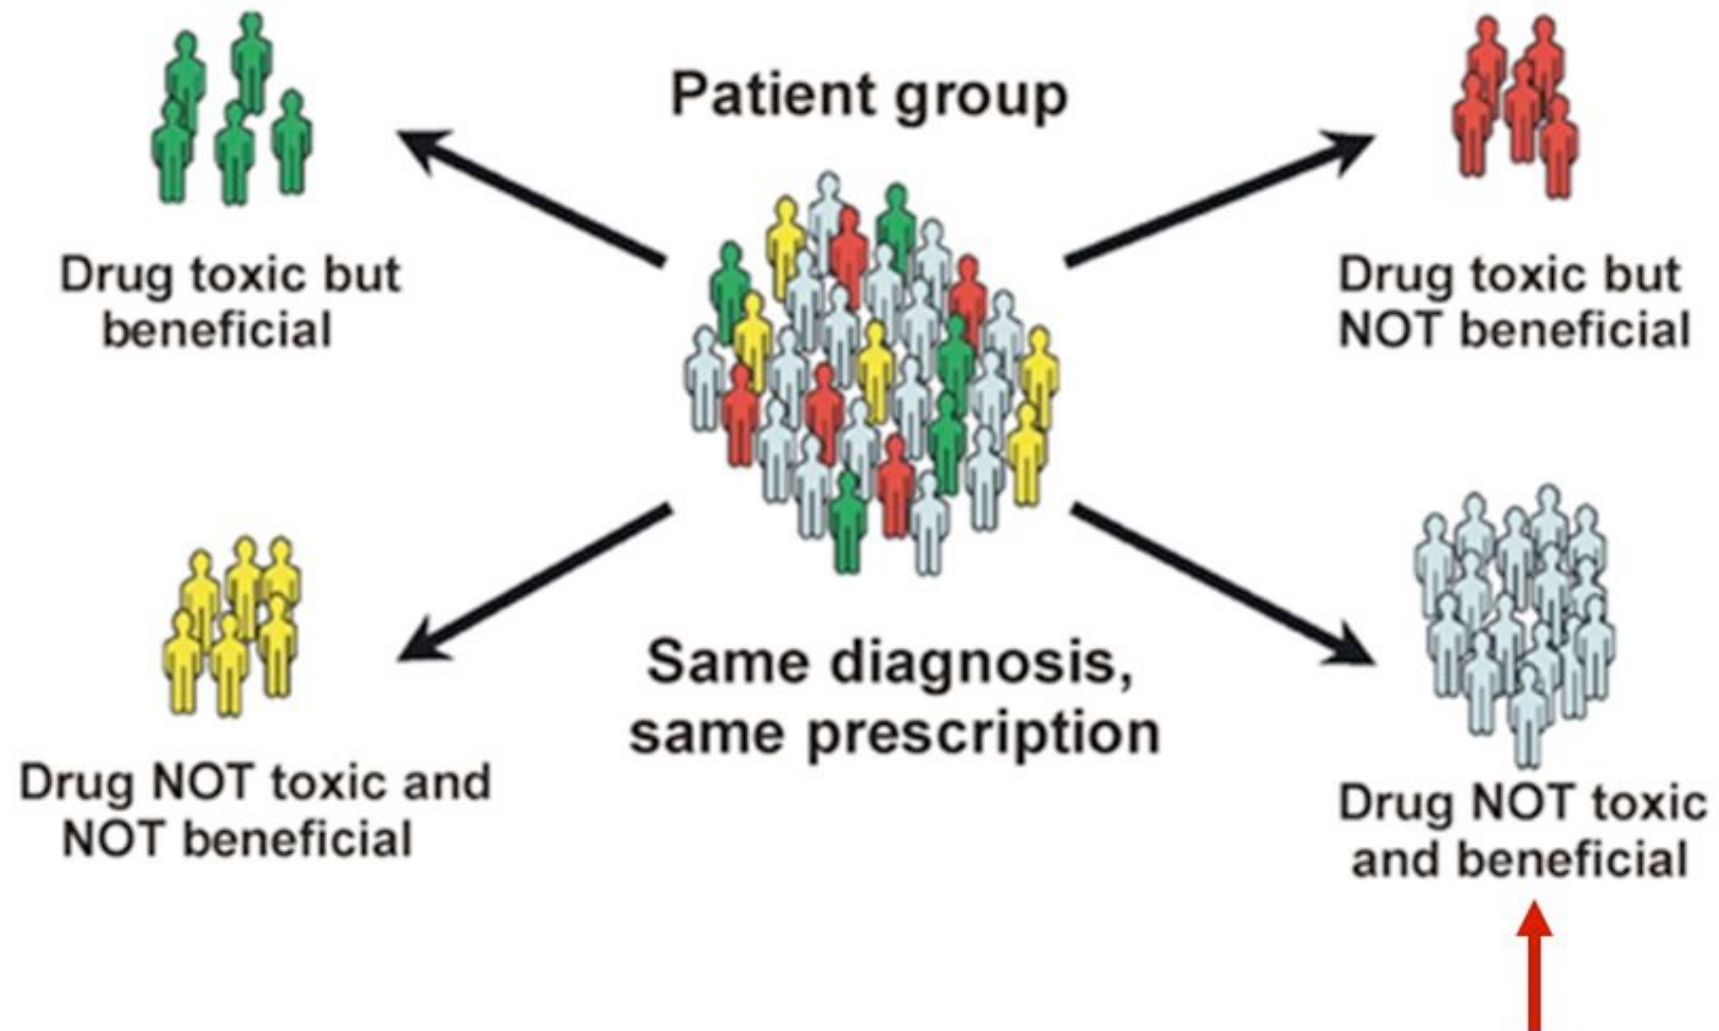 Patient group
Drug toxic but
beneficial
Drug toxic but
NOT beneficial
Same diagnosis,
same prescription
Drug NOT toxic and
NOT beneficial
Drug NOT toxic
and beneficial